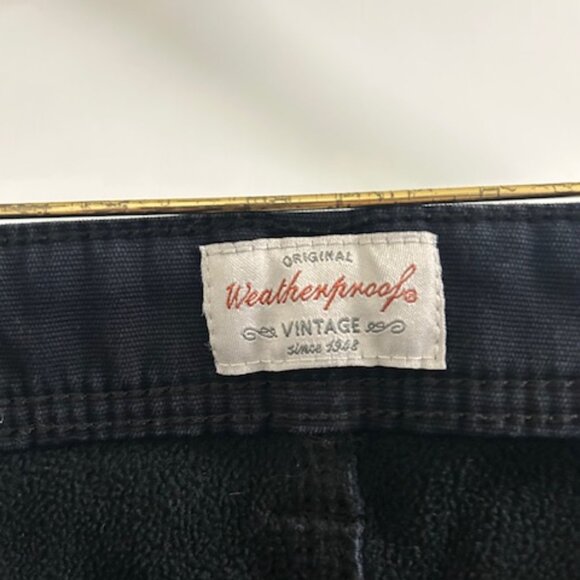 ORIGINAL
Weatherproof®
VINTAGE
since 1948